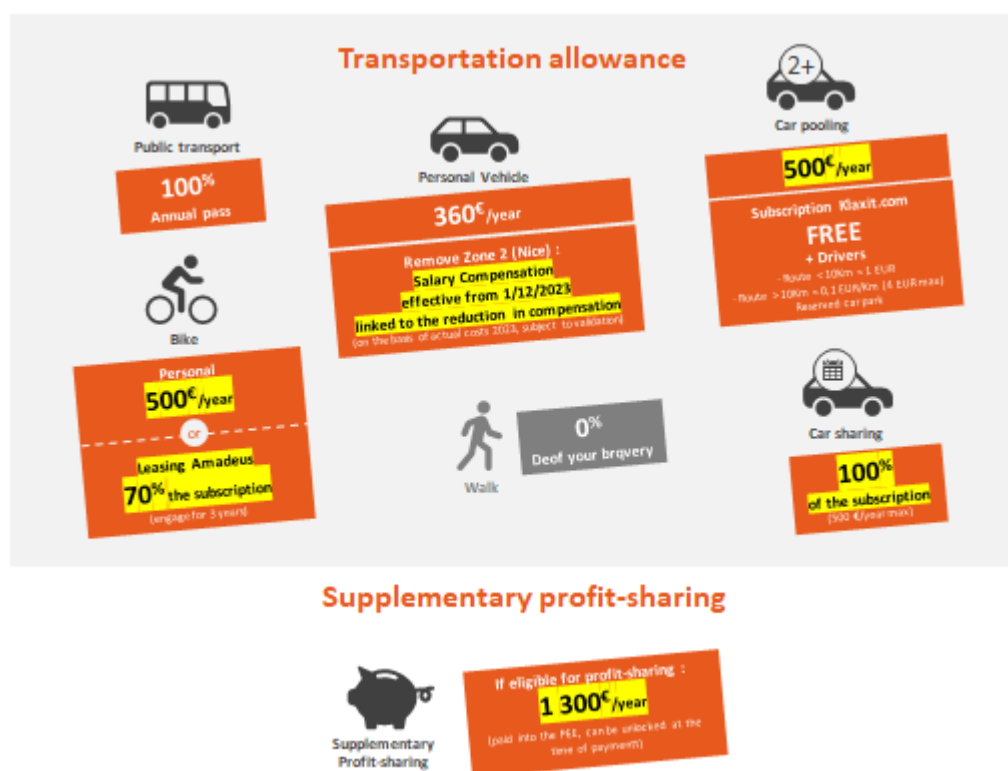 Transportation allowance
Public transport
100%
Annual pass
Bike
Personal
500€/year
or
Leasing Amadeus
70% the subscription
(engage for 3 years)
Personal Vehicle
360€/year
Remove Zone 2 (Nice) :
Salary Compensation
effective from 1/12/2023
linked to the reduction in compensation
(on the basis of actual costs 2023, subject to validation)
Walk
0%
Deof your brqvery
2+
Car pooling
500€/year
Subscription Klaxit.com
FREE
+ Drivers
- Route <10Km = 1 EUR
- Route >10Km = 0,1 EUR/Km (4 EUR max)
Reserved car park
Car sharing
100%
of the subscription
(500 €/year max)
Supplementary profit-sharing
Supplementary
Profit-sharing
If eligible for profit-sharing :
1 300€/year
(paid into the PEE, can be unlocked at the
time of payment)